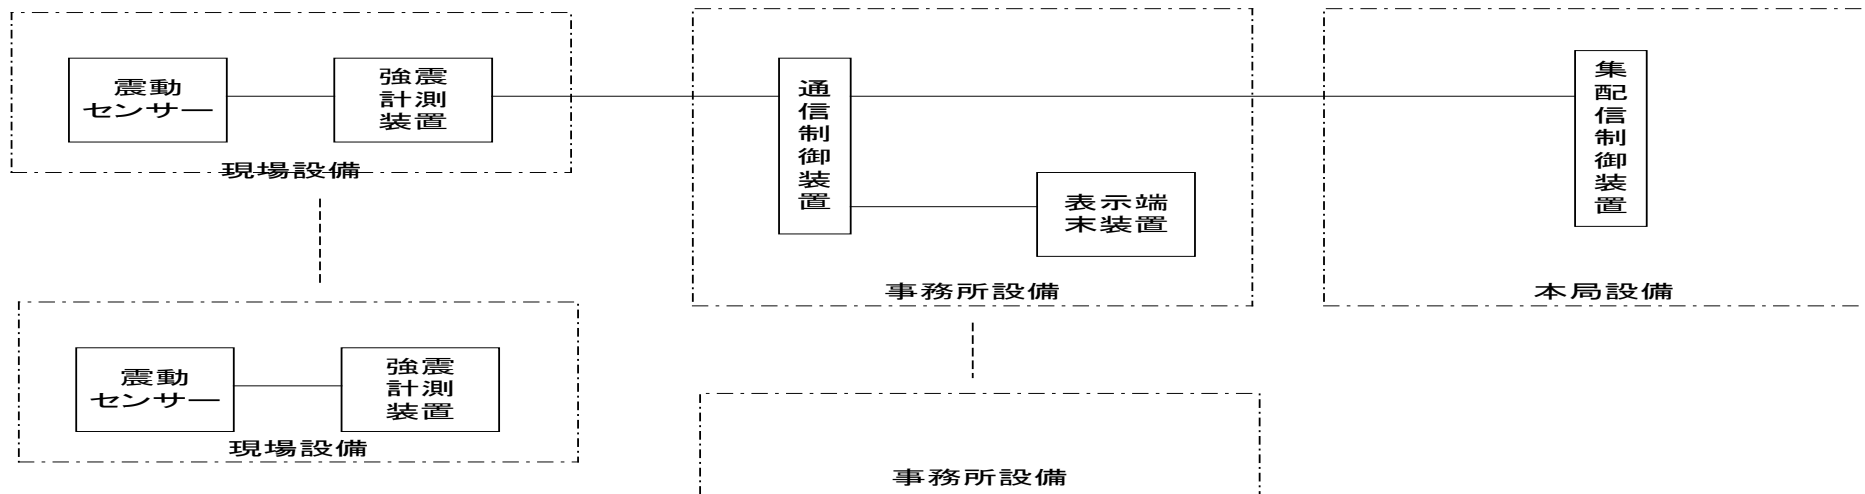 震動
センサー
強震
計測
装置
現場設備
通信制御装置
表示端
末装置
事務所設備
集配信制御装置
本局設備
震動
センサー
強震
計測
装置
現場設備
事務所設備